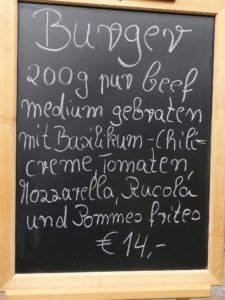 Burger
200g pur beef
medium gebraten
mit Basilikum-Chili-
creme Tomaten,
Mozzarella, Rucola
und Pommes frites
€ 14,-